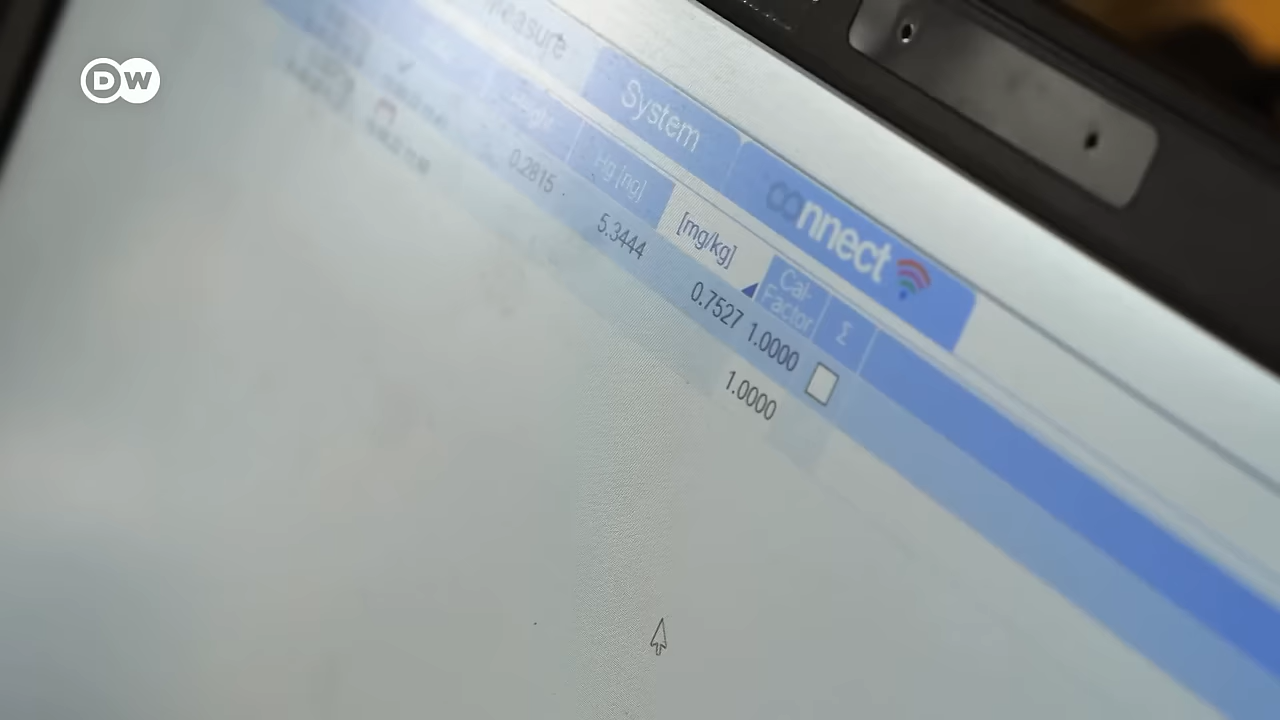 DW
Measure
System
connect
Hg [ng]
[mg/kg]
Cal-
Factor
Σ
0.2815
5.3444
0.7527
1.0000
1.0000